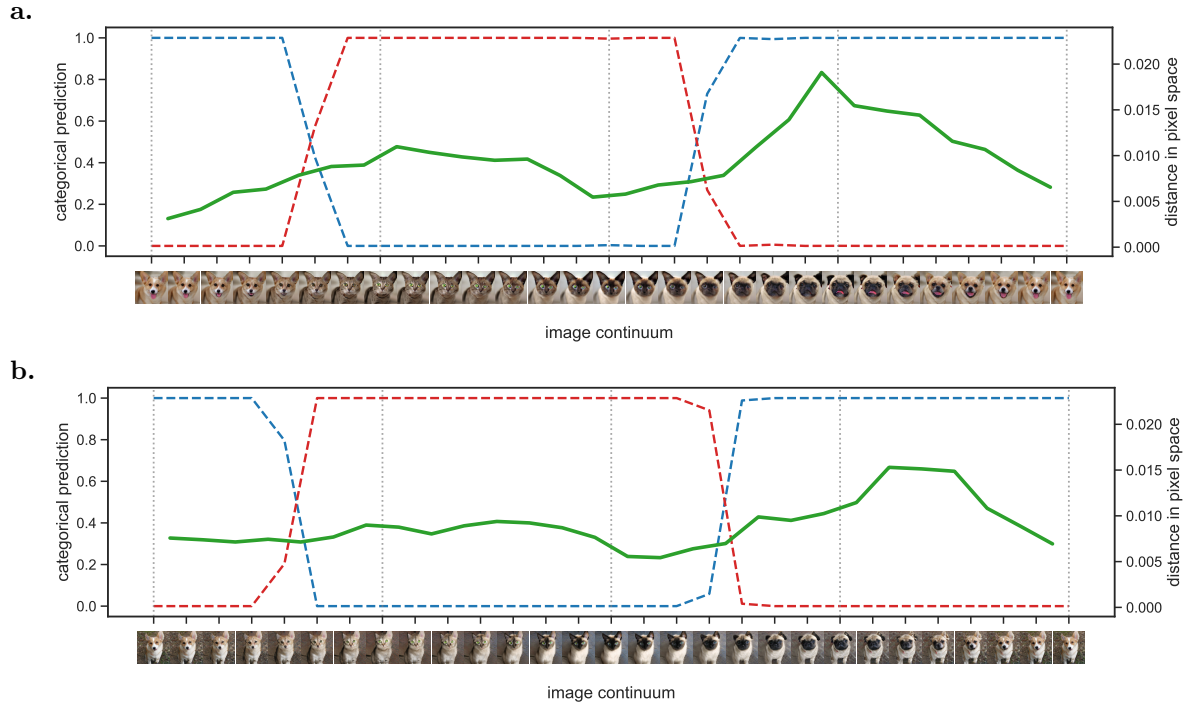 a.
categorical prediction
1.0
0.8
0.6
0.4
0.2
0.0
0.020
0.015
0.010
0.005
0.000
distance in pixel space
image continuum
b.
categorical prediction
1.0
0.8
0.6
0.4
0.2
0.0
0.020
0.015
0.010
0.005
0.000
distance in pixel space
image continuum